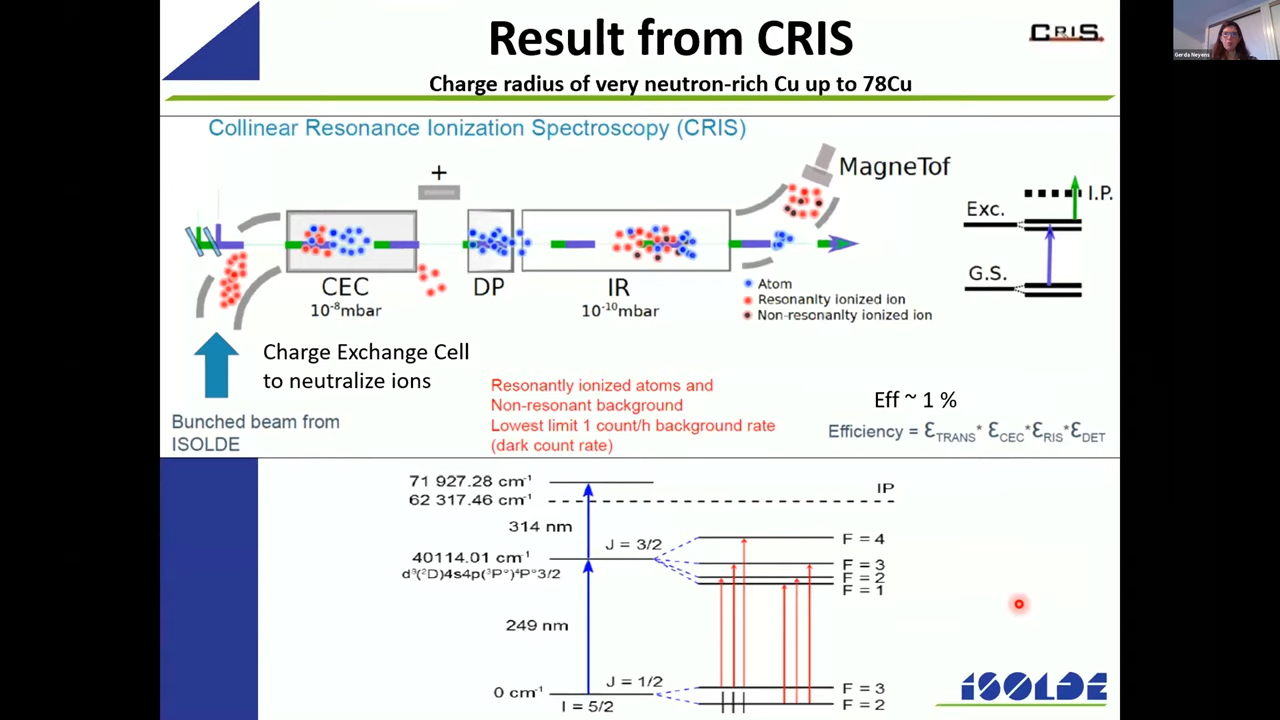 Result from CRIS
CRIS
Gerda Neyens
Charge radius of very neutron-rich Cu up to 78Cu
Collinear Resonance Ionization Spectroscopy (CRIS)
+
MagneTof
I.P.
Exc.
G.S.
CEC
DP
IR
10⁻⁸mbar
10⁻¹⁰mbar
Atom
Resonanlty ionized ion
Non-resonanlty ionized ion
Charge Exchange Cell
to neutralize ions
Bunched beam from
ISOLDE
Resonantly ionized atoms and
Non-resonant background
Lowest limit 1 count/h background rate
(dark count rate)
Eff ~ 1 %
Efficiency = ƐTRANS* ƐCEC*ƐRIS*ƐDET
71 927.28 cm⁻¹
62 317.46 cm⁻¹
IP
314 nm
J = 3/2
40114.01 cm⁻¹
d⁹(²D)4s4p(³P°)⁴P°3/2
F = 4
F = 3
F = 2
F = 1
249 nm
J = 1/2
0 cm⁻¹
I = 5/2
F = 3
F = 2
ISOLDE